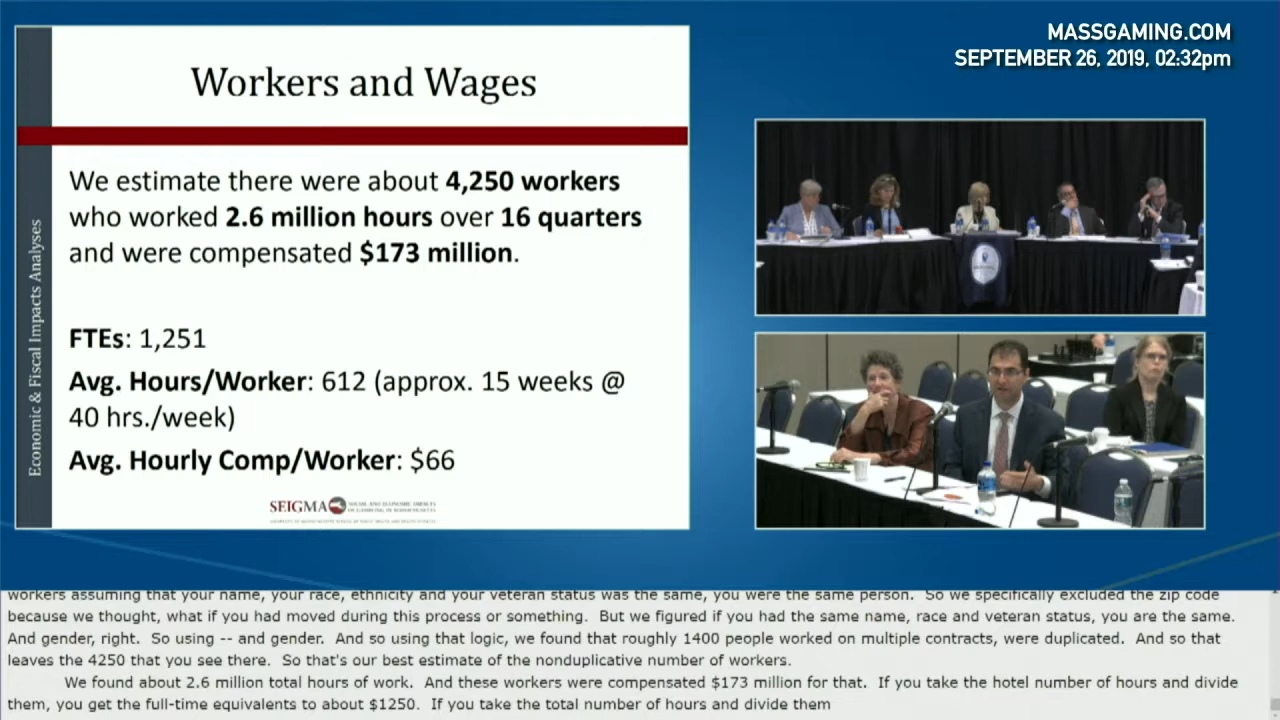 MASSGAMING.COM
SEPTEMBER 26, 2019, 02:32pm
Workers and Wages
Economic & Fiscal Impacts Analyses
We estimate there were about 4,250 workers
who worked 2.6 million hours over 16 quarters
and were compensated $173 million.
FTEs: 1,251
Avg. Hours/Worker: 612 (approx. 15 weeks @
40 hrs./week)
Avg. Hourly Comp/Worker: $66
SEIGMA
SOCIAL AND ECONOMIC IMPACTS
OF GAMBLING IN MASSACHUSETTS
workers assuming that your name, your race, ethnicity and your veteran status was the same, you were the same person.  So we specifically excluded the zip code
because we thought, what if you had moved during this process or something.  But we figured if you had the same name, race and veteran status, you are the same.
And gender, right.  So using -- and gender.  And so using that logic, we found that roughly 1400 people worked on multiple contracts, were duplicated.  And so that
leaves the 4250 that you see there.  So that's our best estimate of the nonduplicative number of workers.
We found about 2.6 million total hours of work.  And these workers were compensated $173 million for that.  If you take the hotel number of hours and divide
them, you get the full-time equivalents to about $1250.  If you take the total number of hours and divide them